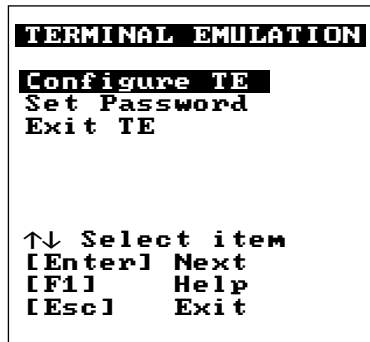 TERMINAL EMULATION
Configure TE
Set Password
Exit TE
↑↓ Select item
[Enter] Next
[F1] Help
[Esc] Exit